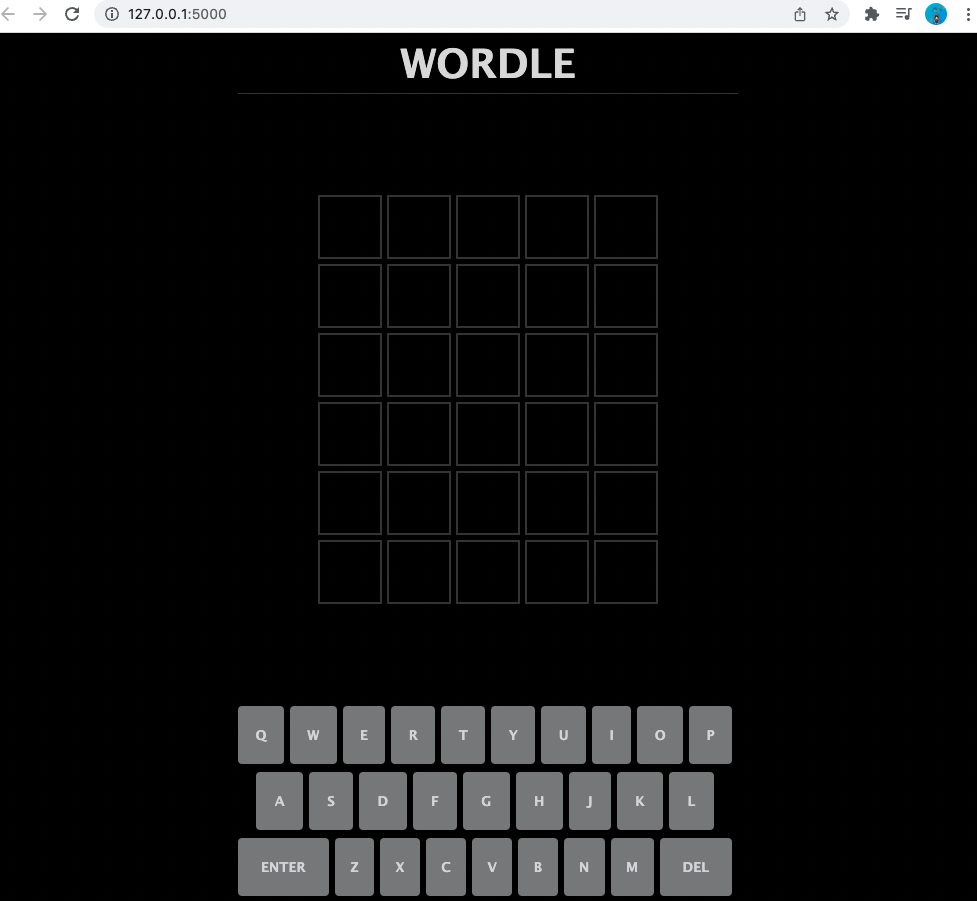 127.0.0.1:5000
WORDLE
Q W E R T Y U I O P
A S D F G H J K L
ENTER Z X C V B N M DEL